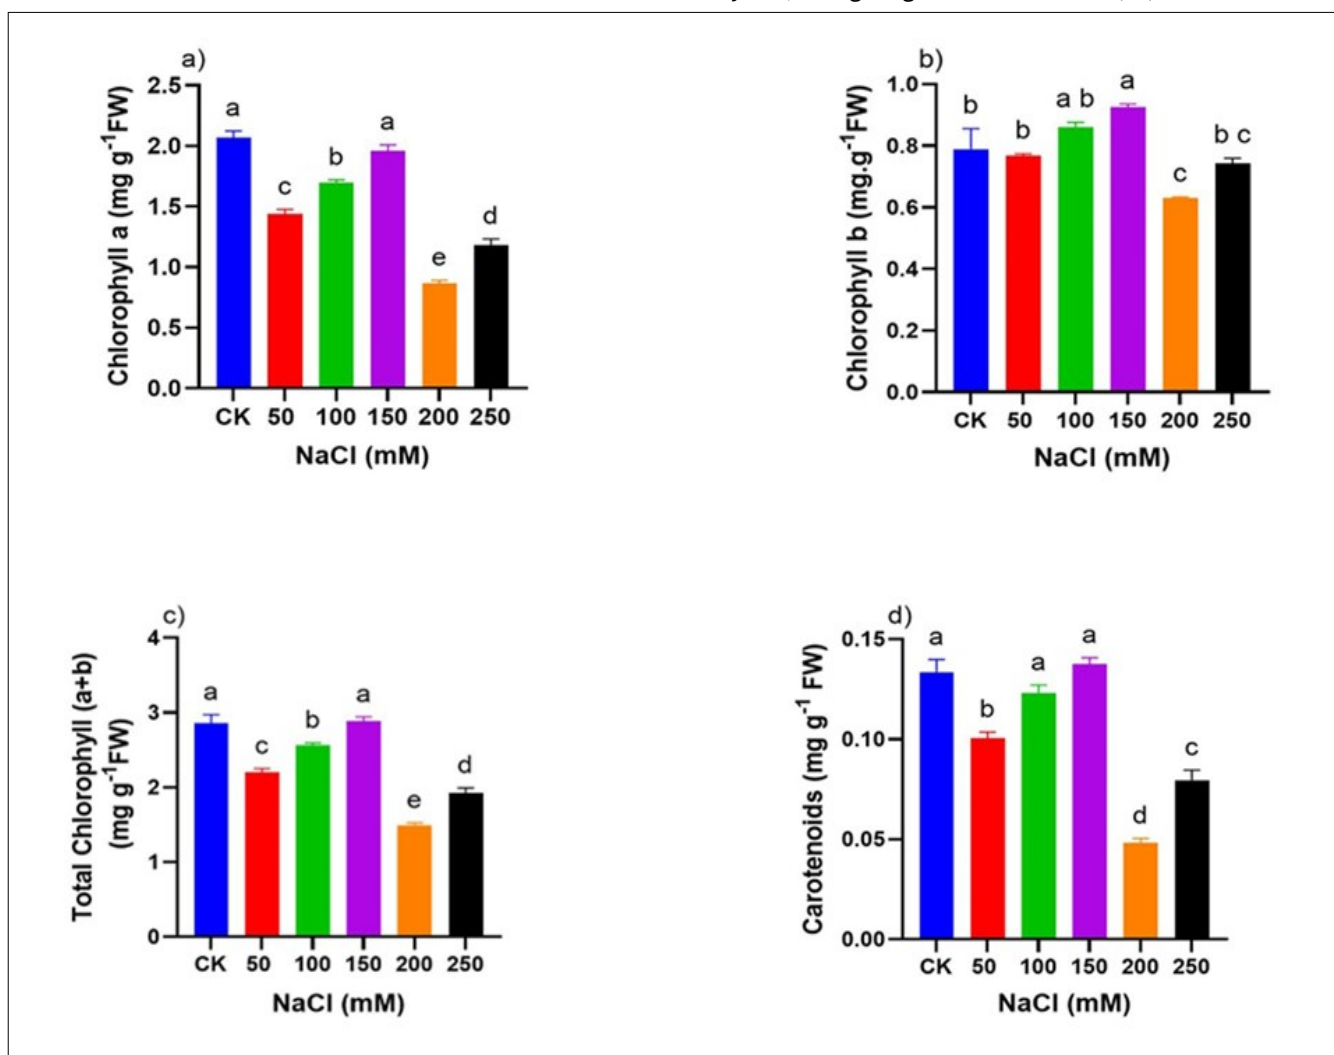 a)
Chlorophyll a (mg g⁻¹FW)
2.5
2.0
1.5
1.0
0.5
0.0
a
c
b
a
e
d
CK 50 100 150 200 250
NaCl (mM)
b)
Chlorophyll b (mg.g⁻¹FW)
1.0
0.8
0.6
0.4
0.2
0.0
b
b
a b
a
c
b c
CK 50 100 150 200 250
NaCl (mM)
c)
Total Chlorophyll (a+b)
(mg g⁻¹FW)
4
3
2
1
0
a
c
b
a
e
d
CK 50 100 150 200 250
NaCl (mM)
d)
Carotenoids (mg g⁻¹ FW)
0.15
0.10
0.05
0.00
a
b
a
a
d
c
CK 50 100 150 200 250
NaCl (mM)